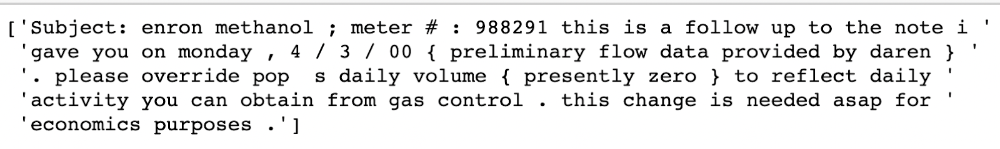 ['Subject: enron methanol ; meter # : 988291 this is a follow up to the note i '
'gave you on monday , 4 / 3 / 00 { preliminary flow data provided by daren } '
'. please override pop  s daily volume { presently zero } to reflect daily '
'activity you can obtain from gas control . this change is needed asap for '
'economics purposes .']